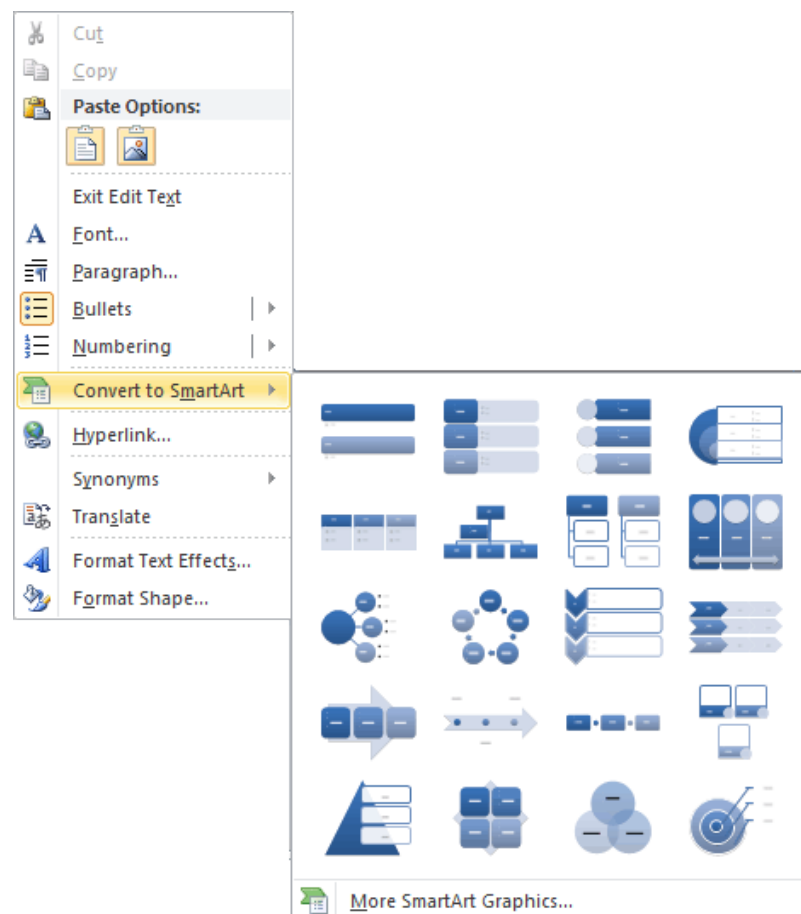 Cut
Copy
Paste Options:
Exit Edit Text
Font...
Paragraph...
Bullets
Numbering
Convert to SmartArt
Hyperlink...
Synonyms
Translate
Format Text Effects...
Format Shape...
More SmartArt Graphics...